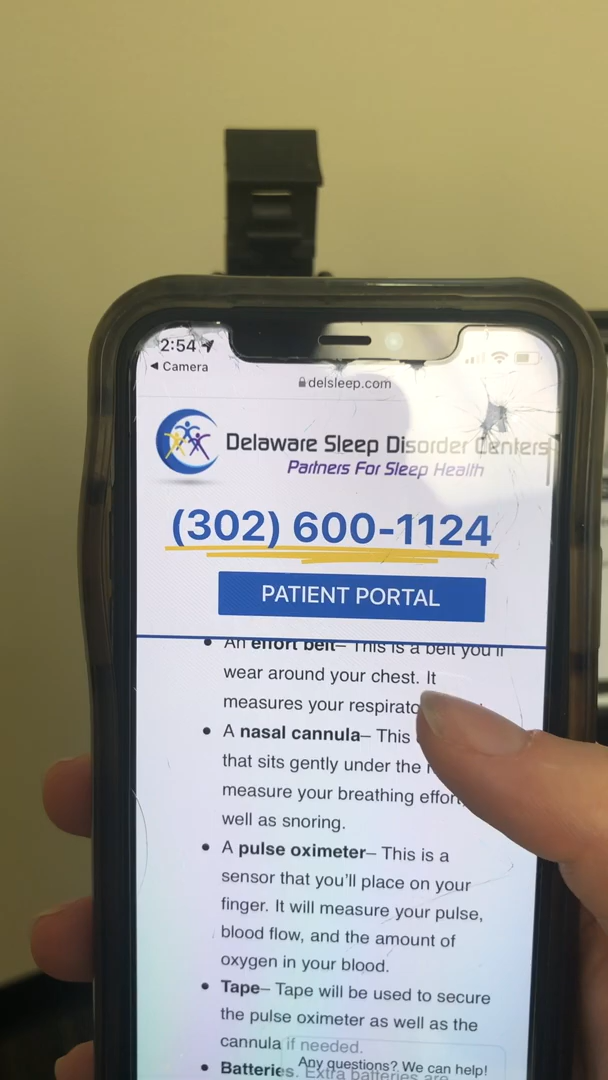 2:54
◀ Camera
delsleep.com
Delaware Sleep Disorder Centers
Partners For Sleep Health
(302) 600-1124
PATIENT PORTAL
• An effort belt– This is a belt you'll
wear around your chest. It
measures your
• A nasal cannula– This
that sits gently under the
measure your breathing effort,
well as snoring.
• A pulse oximeter– This is a
sensor that you'll place on your
finger. It will measure your pulse,
blood flow, and the amount of
oxygen in your blood.
• Tape– Tape will be used to secure
the pulse oximeter as well as the
cannula if needed.
• Batteries. Extra batteries are
Any questions? We can help!